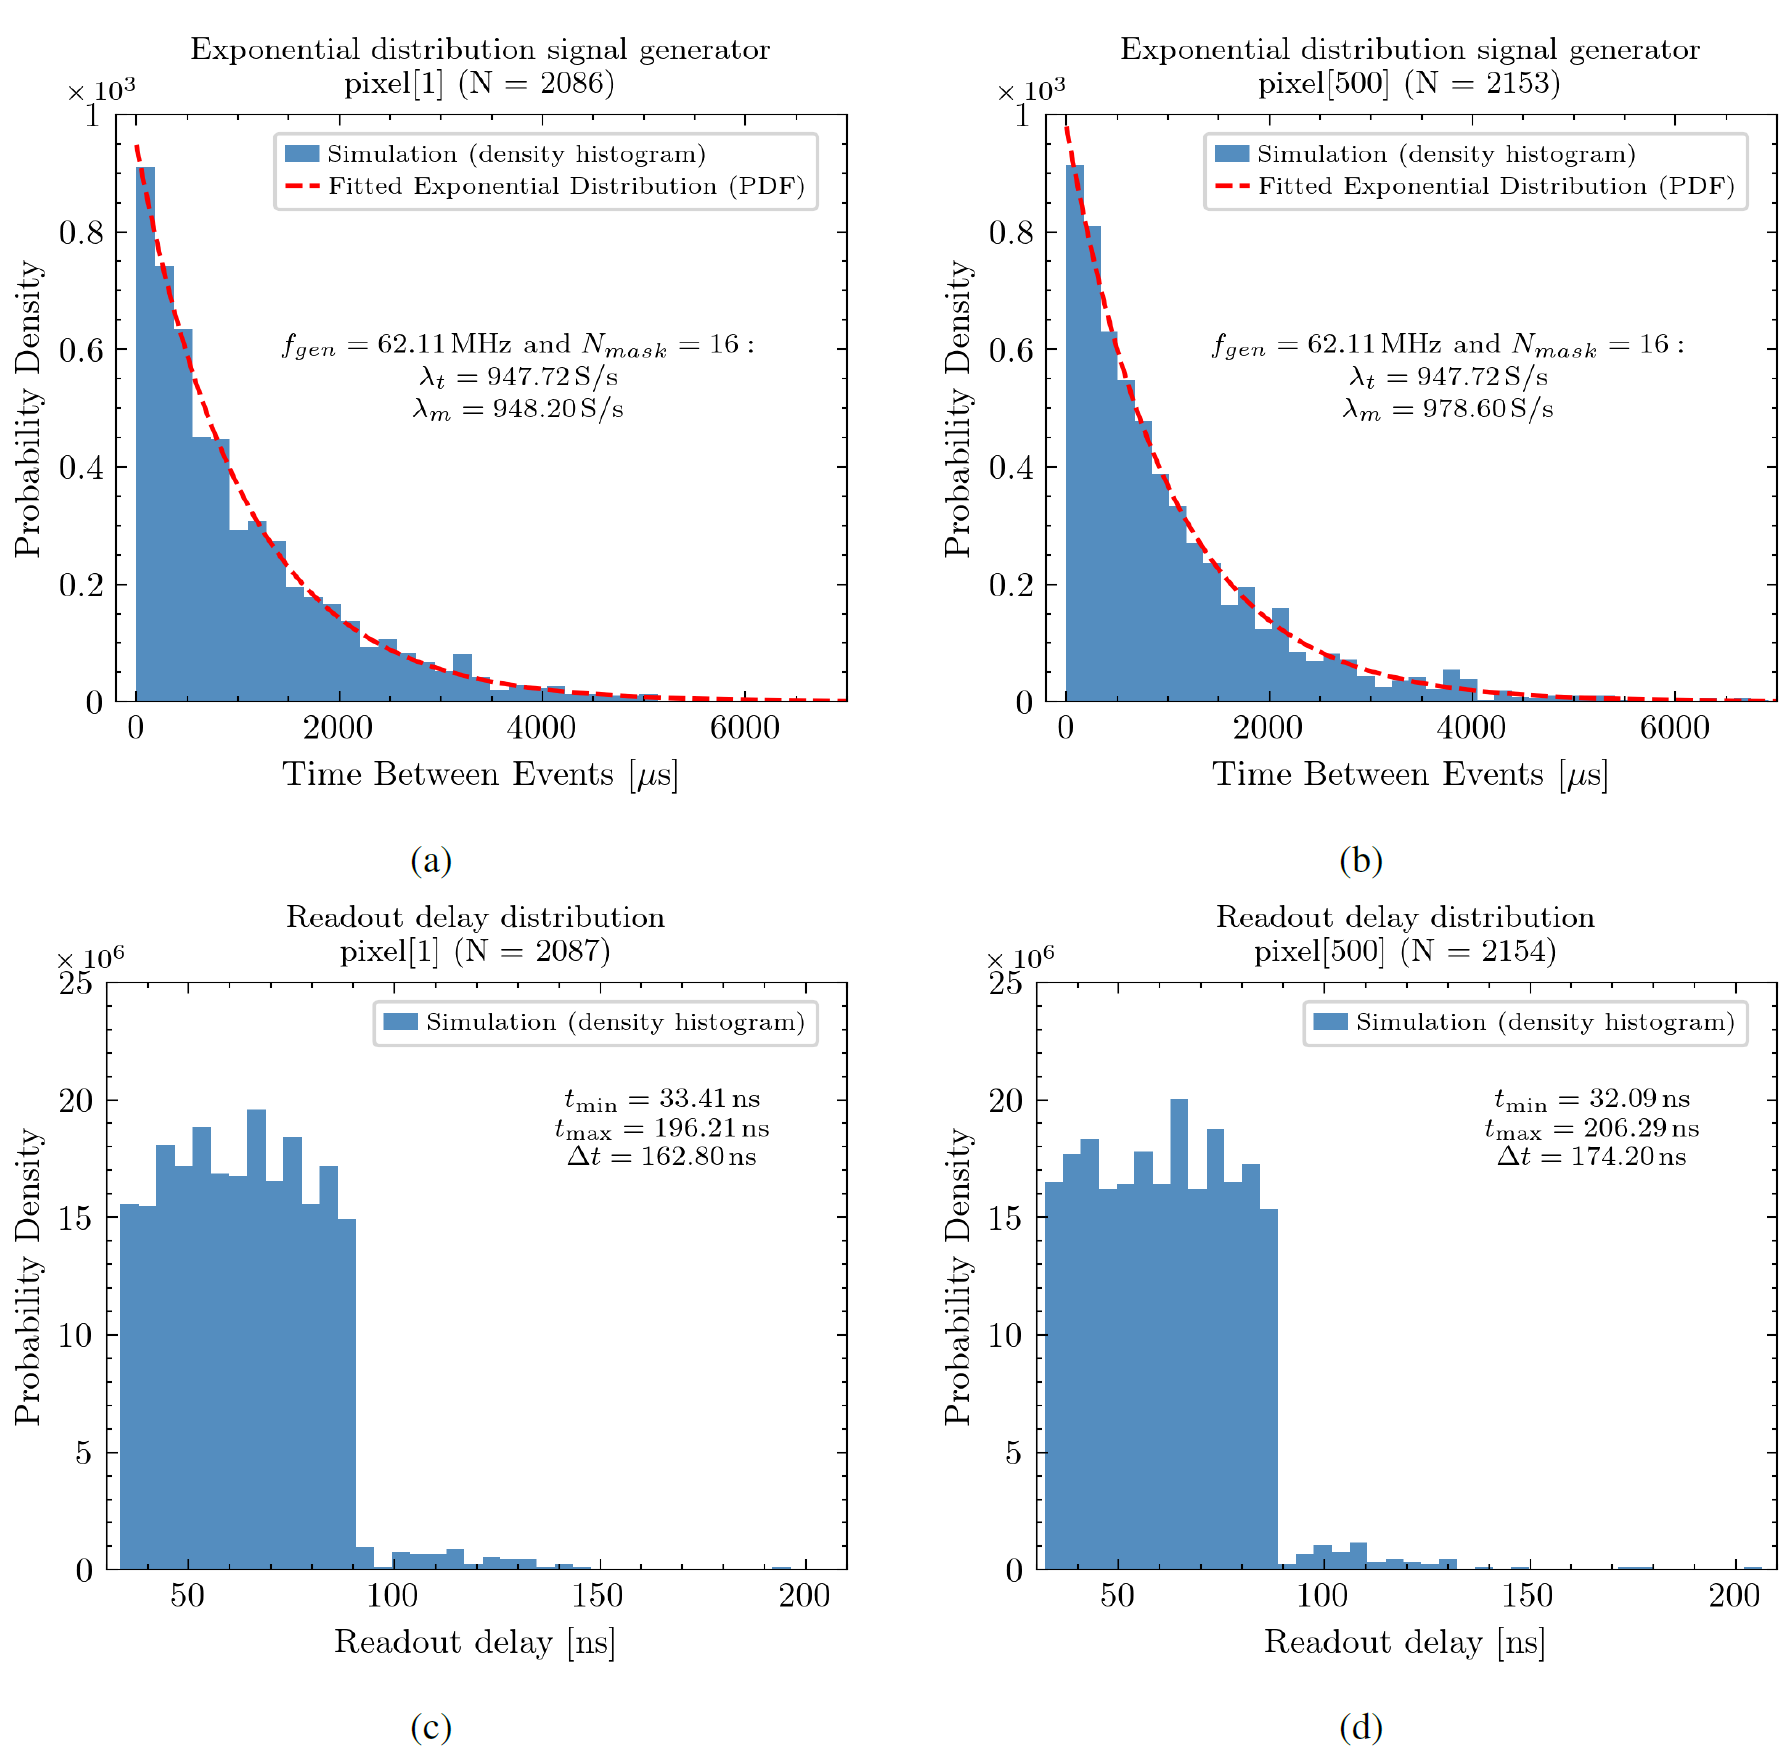 Exponential distribution signal generator
pixel[1] (N = 2086)
× 10³
1
0.8
0.6
0.4
0.2
0
Probability Density
Simulation (density histogram)
Fitted Exponential Distribution (PDF)
f_gen = 62.11 MHz and N_mask = 16 :
λ_t = 947.72 S/s
λ_m = 948.20 S/s
0 2000 4000 6000
Time Between Events [μs]
(a)
Exponential distribution signal generator
pixel[500] (N = 2153)
× 10³
1
0.8
0.6
0.4
0.2
0
Probability Density
Simulation (density histogram)
Fitted Exponential Distribution (PDF)
f_gen = 62.11 MHz and N_mask = 16 :
λ_t = 947.72 S/s
λ_m = 978.60 S/s
0 2000 4000 6000
Time Between Events [μs]
(b)
Readout delay distribution
pixel[1] (N = 2087)
× 10⁶
25
20
15
10
5
0
Probability Density
Simulation (density histogram)
t_min = 33.41 ns
t_max = 196.21 ns
Δt = 162.80 ns
50 100 150 200
Readout delay [ns]
(c)
Readout delay distribution
pixel[500] (N = 2154)
× 10⁶
25
20
15
10
5
0
Probability Density
Simulation (density histogram)
t_min = 32.09 ns
t_max = 206.29 ns
Δt = 174.20 ns
50 100 150 200
Readout delay [ns]
(d)